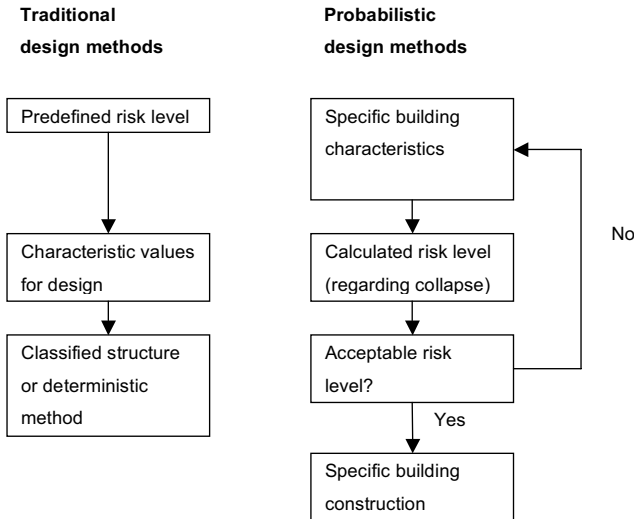 Traditional
design methods
Predefined risk level
Characteristic values
for design
Classified structure
or deterministic
method
Probabilistic
design methods
Specific building
characteristics
Calculated risk level
(regarding collapse)
Acceptable risk
level?
No
Yes
Specific building
construction